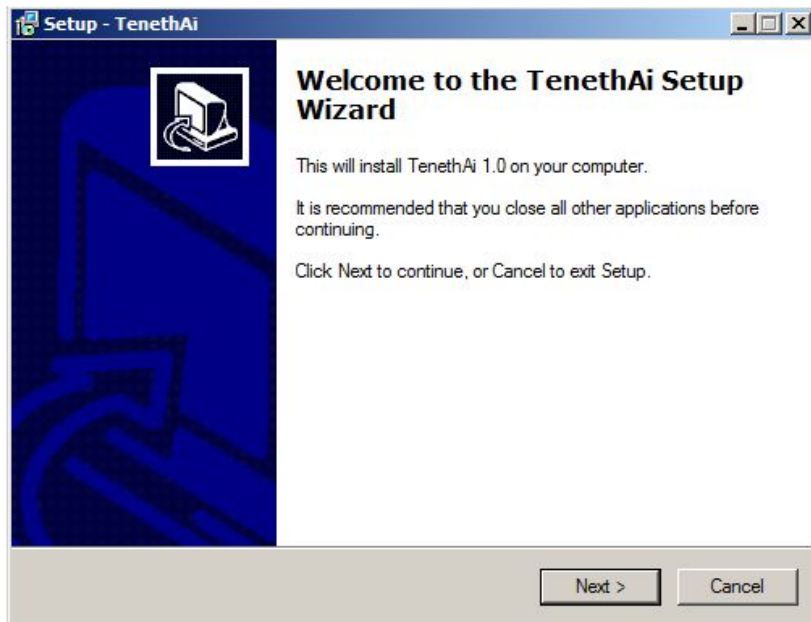 Setup - TenethAi
Welcome to the TenethAi Setup
Wizard
This will install TenethAi 1.0 on your computer.
It is recommended that you close all other applications before
continuing.
Click Next to continue, or Cancel to exit Setup.
Next >
Cancel